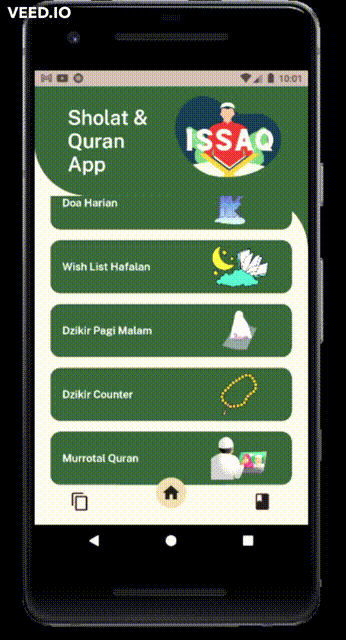 VEED.IO
10:01
Sholat &
Quran
App
ISSAQ
Doa Harian
Wish List Hafalan
Dzikir Pagi Malam
Dzikir Counter
Murrotal Quran